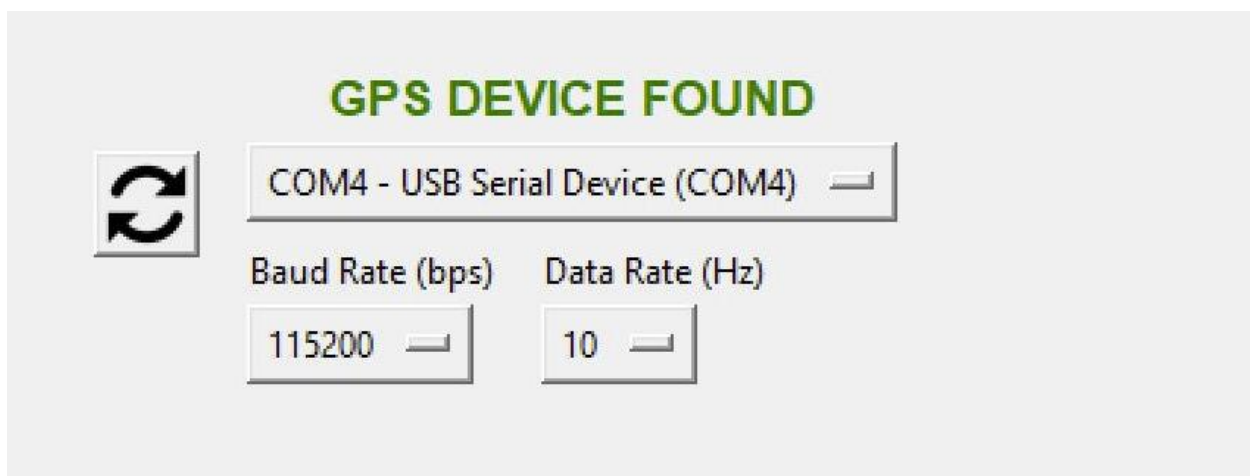 GPS DEVICE FOUND
COM4 - USB Serial Device (COM4)
Baud Rate (bps) Data Rate (Hz)
115200 10